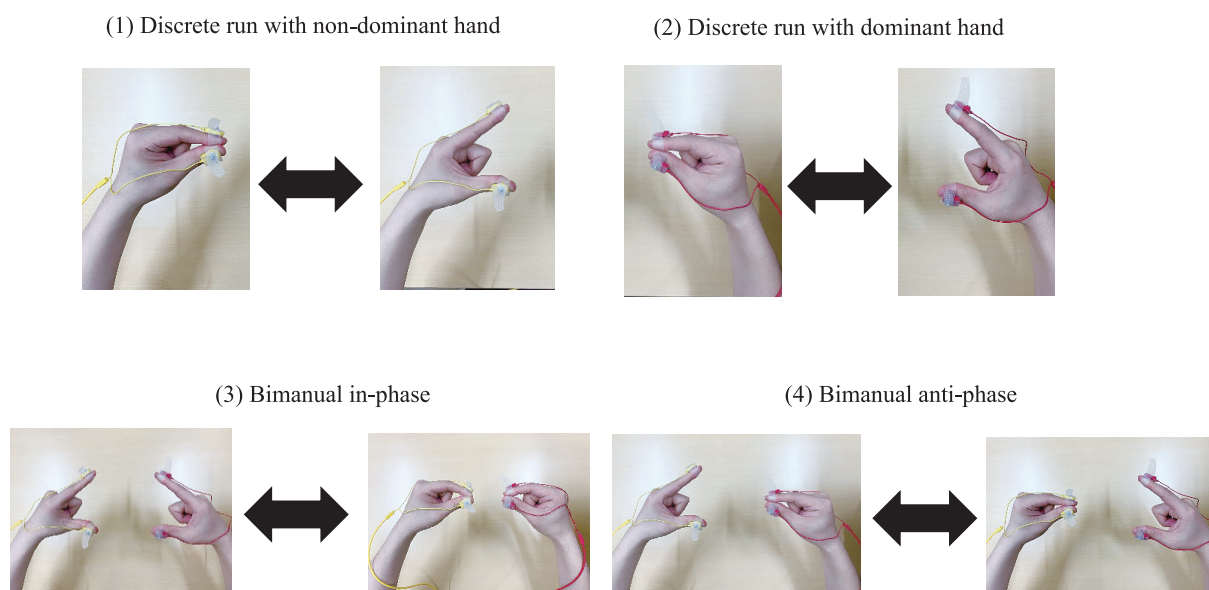 (1) Discrete run with non-dominant hand
(2) Discrete run with dominant hand
(3) Bimanual in-phase
(4) Bimanual anti-phase